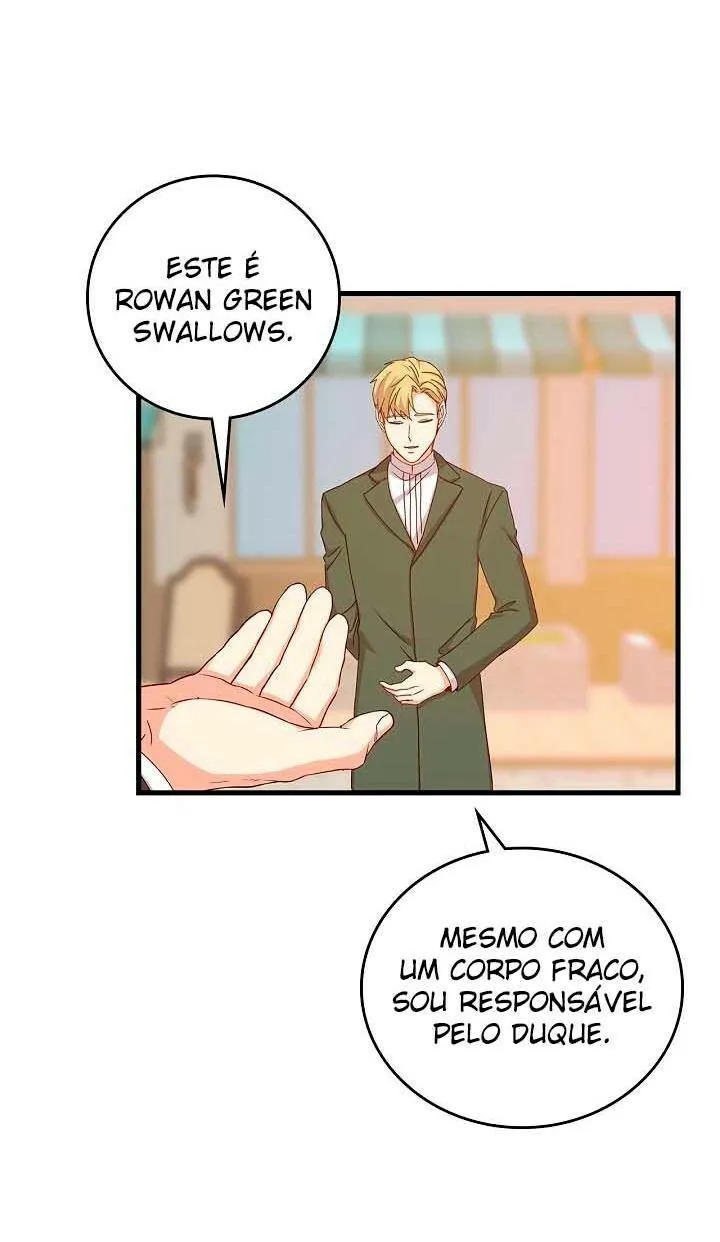 ESTE É
ROWAN GREEN
SWALLOWS.
MESMO COM
UM CORPO FRACO,
SOU RESPONSÁVEL
PELO DUQUE.